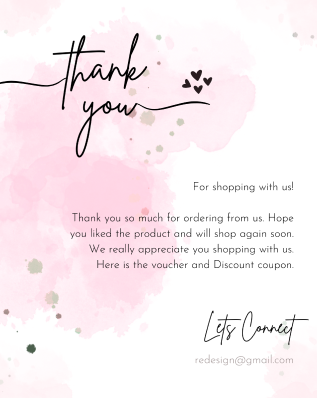 thank
you
For shopping with us!
Thank you so much for ordering from us. Hope
you liked the product and will shop again soon.
We really appreciate you shopping with us.
Here is the voucher and Discount coupon.
Lets Connect
redesign@gmail.com